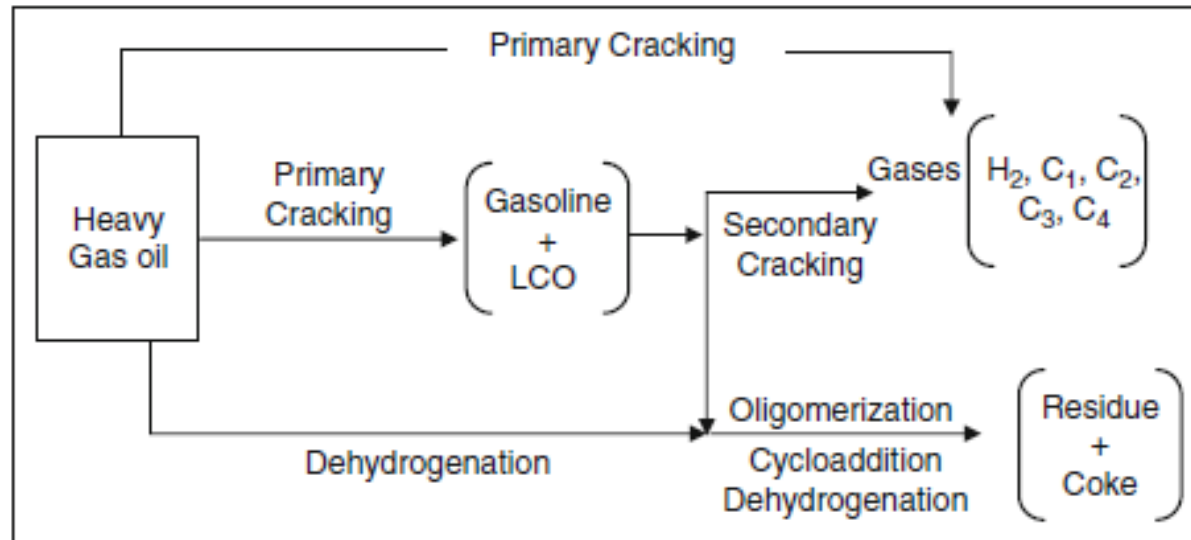 Primary Cracking
Heavy
Gas oil
Primary
Cracking
Gasoline
+
LCO
Secondary
Cracking
Gases
H₂, C₁, C₂,
C₃, C₄
Dehydrogenation
Oligomerization
Cycloaddition
Dehydrogenation
Residue
+
Coke